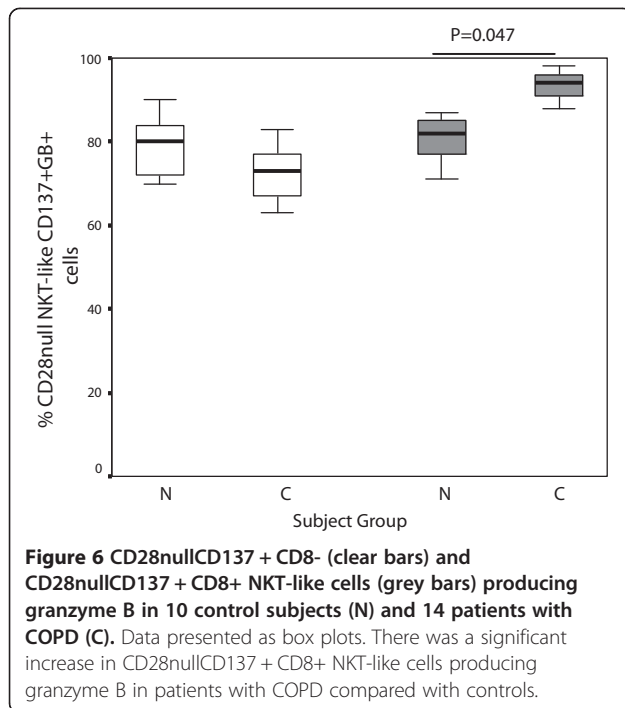 P=0.047
100
80
60
40
20
0
% CD28null NKT-like CD137+GB+
cells
N C N C
Subject Group
Figure 6 CD28nullCD137 + CD8- (clear bars) and
CD28nullCD137 + CD8+ NKT-like cells (grey bars) producing
granzyme B in 10 control subjects (N) and 14 patients with
COPD (C). Data presented as box plots. There was a significant
increase in CD28nullCD137 + CD8+ NKT-like cells producing
granzyme B in patients with COPD compared with controls.